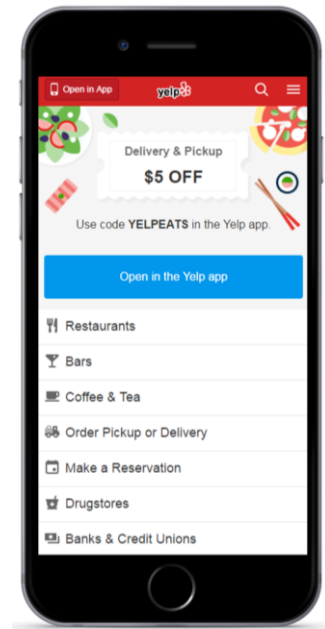 Open in App
yelp
Delivery & Pickup
$5 OFF
Use code YELPEATS in the Yelp app.
Open in the Yelp app
Restaurants
Bars
Coffee & Tea
Order Pickup or Delivery
Make a Reservation
Drugstores
Banks & Credit Unions